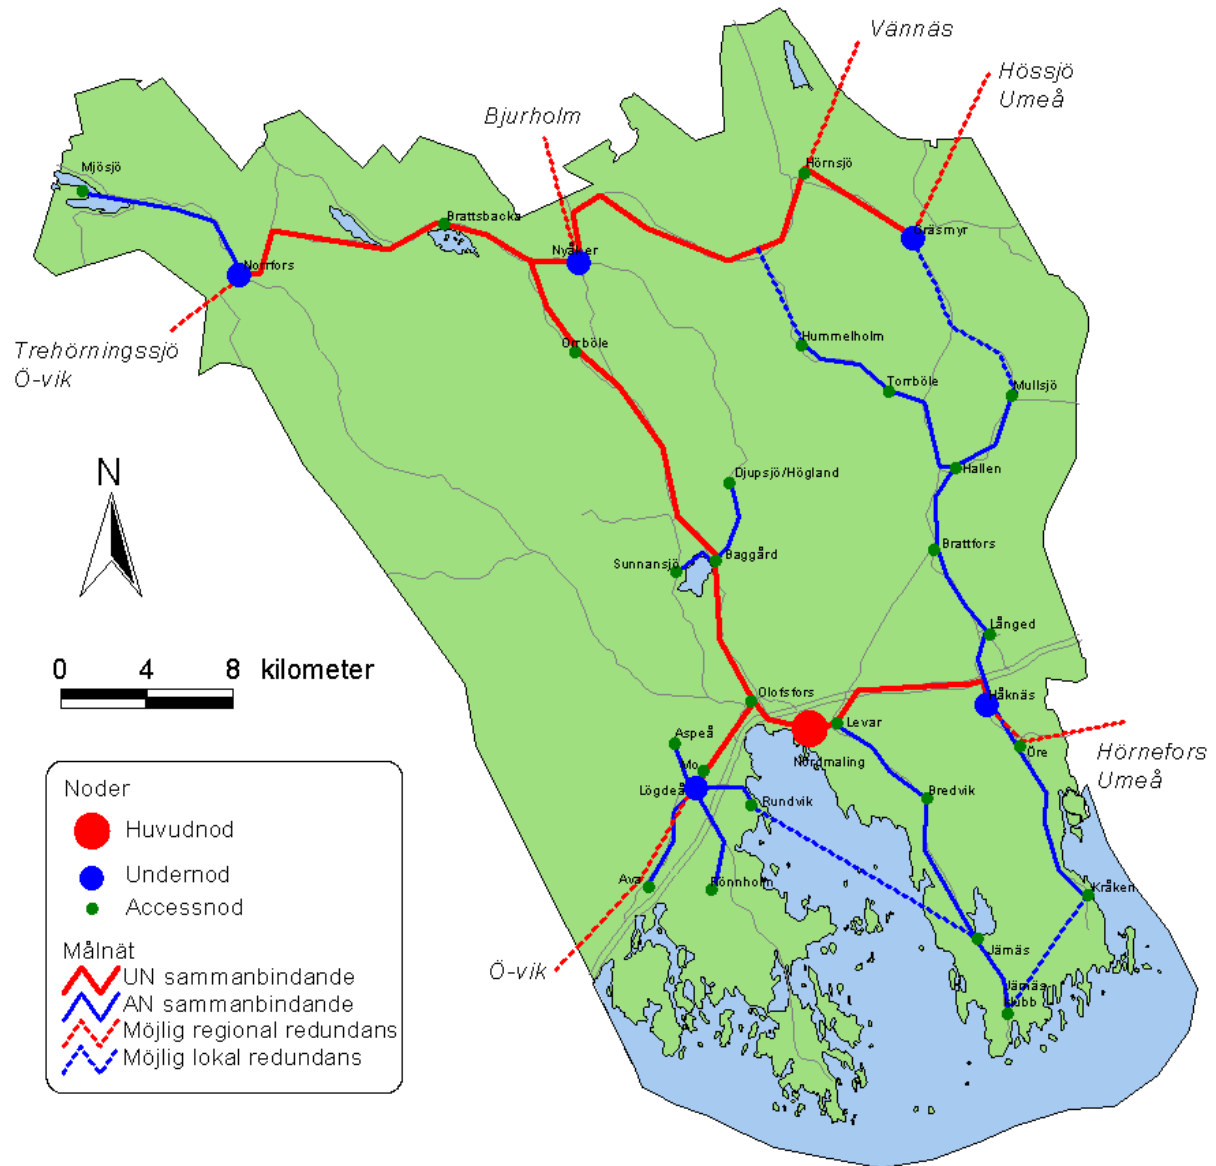 Vännäs
Hössjö
Umeå
Bjurholm
Mjösjö
Hörnsjö
Brattsbacka
Gräsmyr
Nyåker
Norrfors
Trehörningssjö
Ö-vik
Orrböle
Hummelholm
Torrböle
Mullsjö
N
Djupsjö/Högland
Hallen
Sunnansjö
Baggård
Brattfors
Långed
0 4 8 kilometer
Olofsfors
Håknäs
Levar
Aspeå
Öre
Nordmaling
Mo
Hörnefors
Umeå
Lögdeå
Rundvik
Bredvik
Ava
Rönnholm
Kråken
Ö-vik
Järnäs
Järnäs
klubb
Noder
Huvudnod
Undernod
Accessnod
Målnät
UN sammanbindande
AN sammanbindande
Möjlig regional redundans
Möjlig lokal redundans